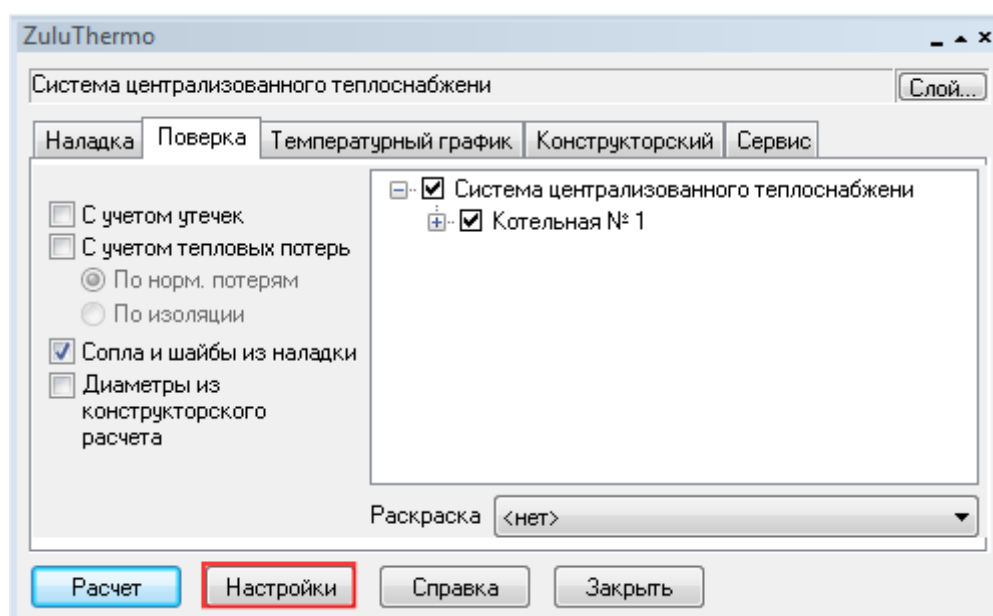 ZuluThermo
Система централизованного теплоснабжени
Слой...
Наладка Поверка Температурный график Конструкторский Сервис
С учетом утечек
С учетом тепловых потерь
По норм. потерям
По изоляции
Сопла и шайбы из наладки
Диаметры из
конструкторского
расчета
Система централизованного теплоснабжени
Котельная № 1
Раскраска <нет>
Расчет Настройки Справка Закрыть